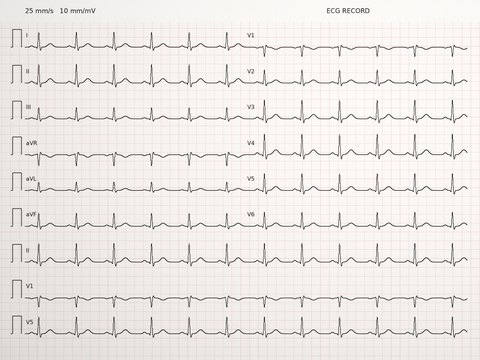 25 mm/s 10 mm/mV ECG RECORD
I V1
II V2
III V3
aVR V4
aVL V5
aVF V6
II
V1
V5